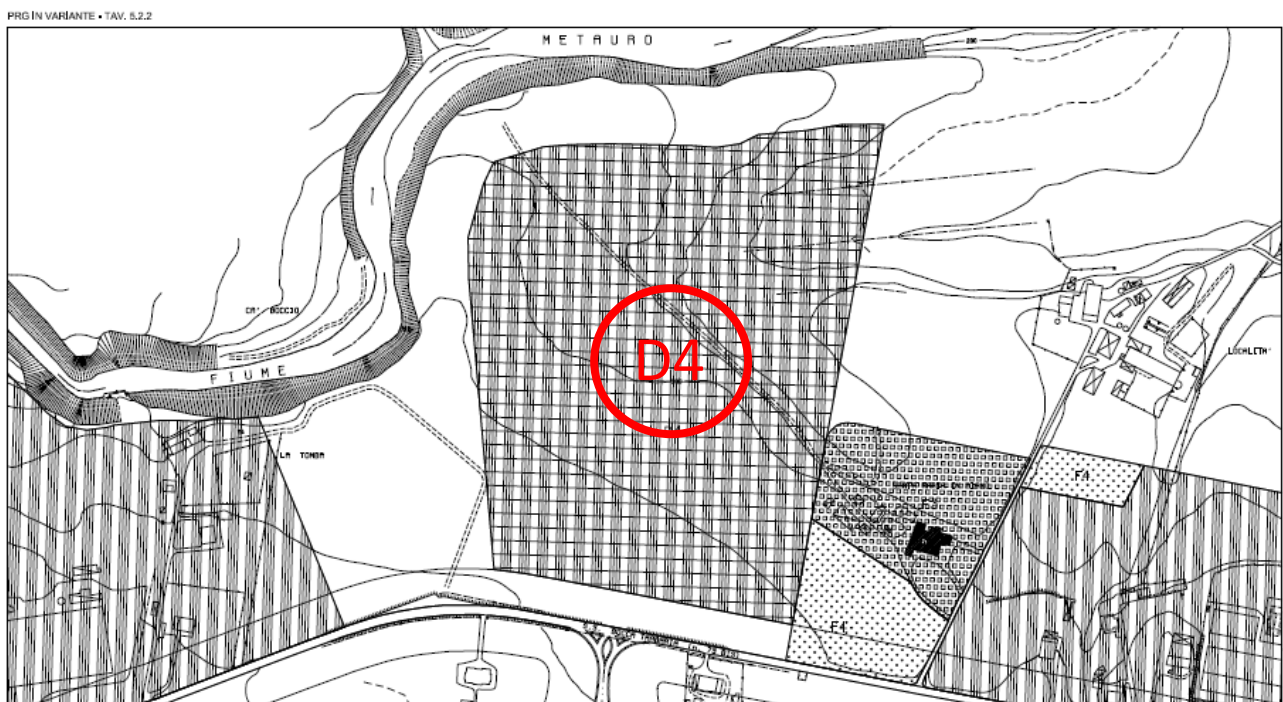 PRG IN VARIANTE • TAV. 5.2.2
METAURO
CA' BOCCIO
FIUME
D4
LOCALITA'
LA TOMBA
F4
F4